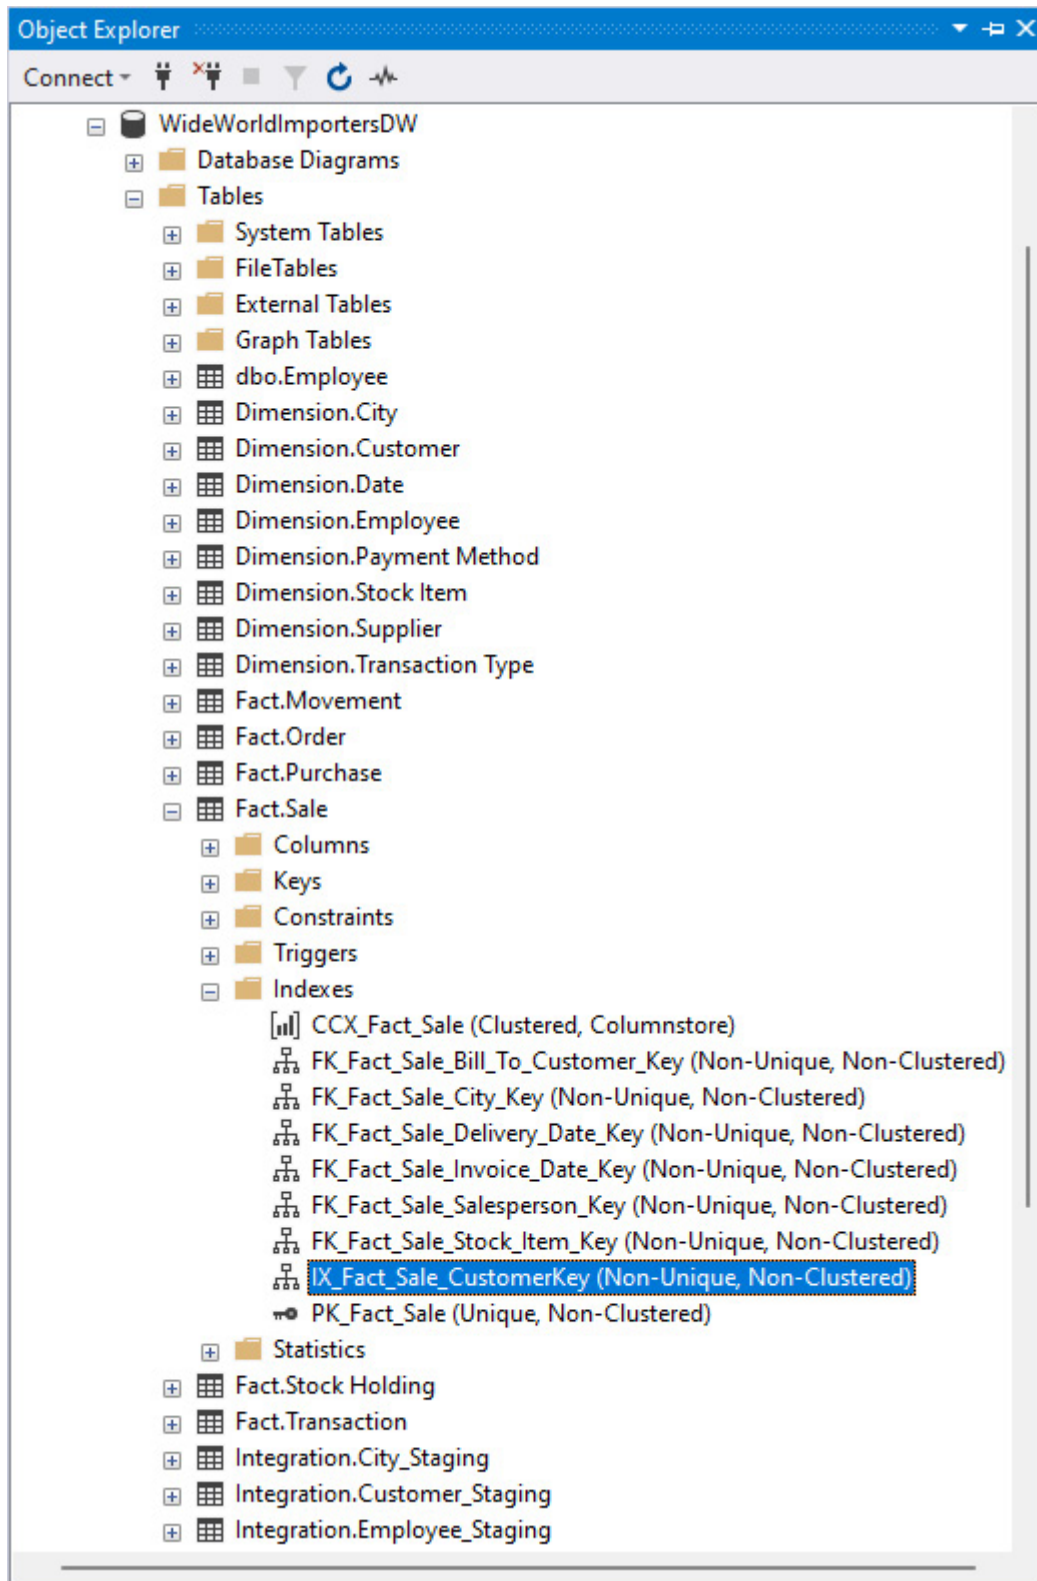 Object Explorer
Connect
WideWorldImportersDW
Database Diagrams
Tables
System Tables
FileTables
External Tables
Graph Tables
dbo.Employee
Dimension.City
Dimension.Customer
Dimension.Date
Dimension.Employee
Dimension.Payment Method
Dimension.Stock Item
Dimension.Supplier
Dimension.Transaction Type
Fact.Movement
Fact.Order
Fact.Purchase
Fact.Sale
Columns
Keys
Constraints
Triggers
Indexes
CCX_Fact_Sale (Clustered, Columnstore)
FK_Fact_Sale_Bill_To_Customer_Key (Non-Unique, Non-Clustered)
FK_Fact_Sale_City_Key (Non-Unique, Non-Clustered)
FK_Fact_Sale_Delivery_Date_Key (Non-Unique, Non-Clustered)
FK_Fact_Sale_Invoice_Date_Key (Non-Unique, Non-Clustered)
FK_Fact_Sale_Salesperson_Key (Non-Unique, Non-Clustered)
FK_Fact_Sale_Stock_Item_Key (Non-Unique, Non-Clustered)
IX_Fact_Sale_CustomerKey (Non-Unique, Non-Clustered)
PK_Fact_Sale (Unique, Non-Clustered)
Statistics
Fact.Stock Holding
Fact.Transaction
Integration.City_Staging
Integration.Customer_Staging
Integration.Employee_Staging